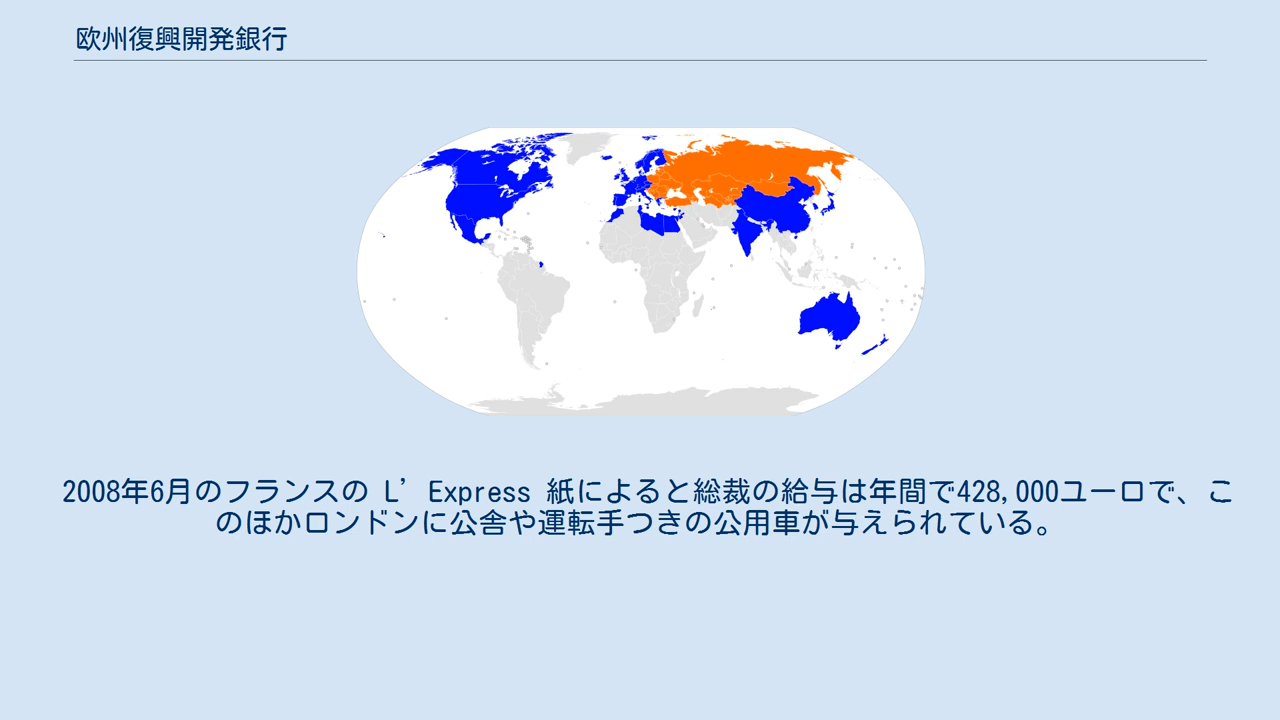 欧州復興開発銀行
2008年6月のフランスの L’Express 紙によると総裁の給与は年間で428,000ユーロで、こ
のほかロンドンに公舎や運転手つきの公用車が与えられている。